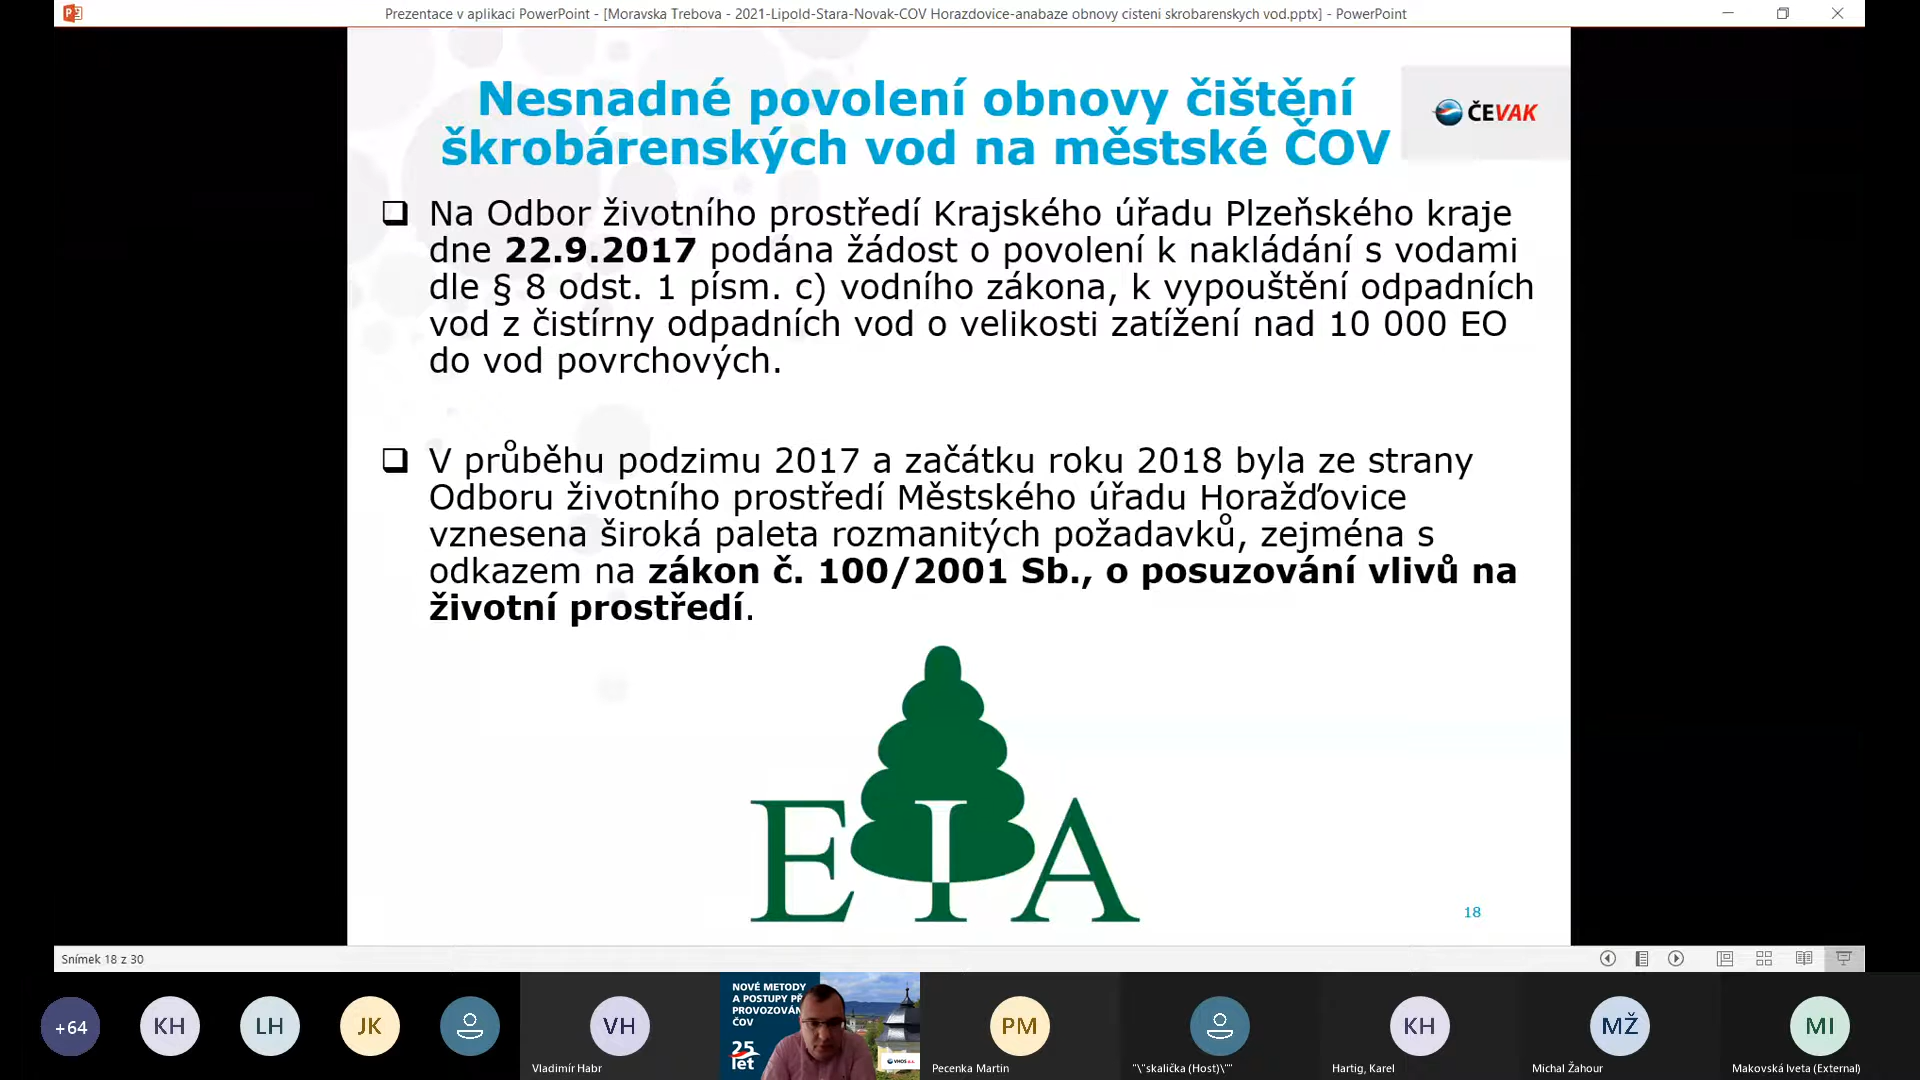 Prezentace v aplikaci PowerPoint - [Moravska Trebova - 2021-Lipold-Stara-Novak-COV Horazdovice-anabaze obnovy cisteni skrobarenskych vod.pptx] - PowerPoint
Nesnadné povolení obnovy čištění
škrobárenských vod na městské ČOV
ČEVAK
Na Odbor životního prostředí Krajského úřadu Plzeňského kraje
dne 22.9.2017 podána žádost o povolení k nakládání s vodami
dle § 8 odst. 1 písm. c) vodního zákona, k vypouštění odpadních
vod z čistírny odpadních vod o velikosti zatížení nad 10 000 EO
do vod povrchových.
V průběhu podzimu 2017 a začátku roku 2018 byla ze strany
Odboru životního prostředí Městského úřadu Horažďovice
vznesena široká paleta rozmanitých požadavků, zejména s
odkazem na zákon č. 100/2001 Sb., o posuzování vlivů na
životní prostředí.
EIA
18
Snímek 18 z 30
+64
KH
LH
JK
VH
Vladimír Habr
NOVÉ METODY
A POSTUPY PŘ
PROVOZOVÁN
ČOV
25
let
VHOS a.s.
PM
Pecenka Martin
"\"skalička (Host)\""
KH
Hartig, Karel
MŽ
Michal Žahour
MI
Makovská Iveta (External)